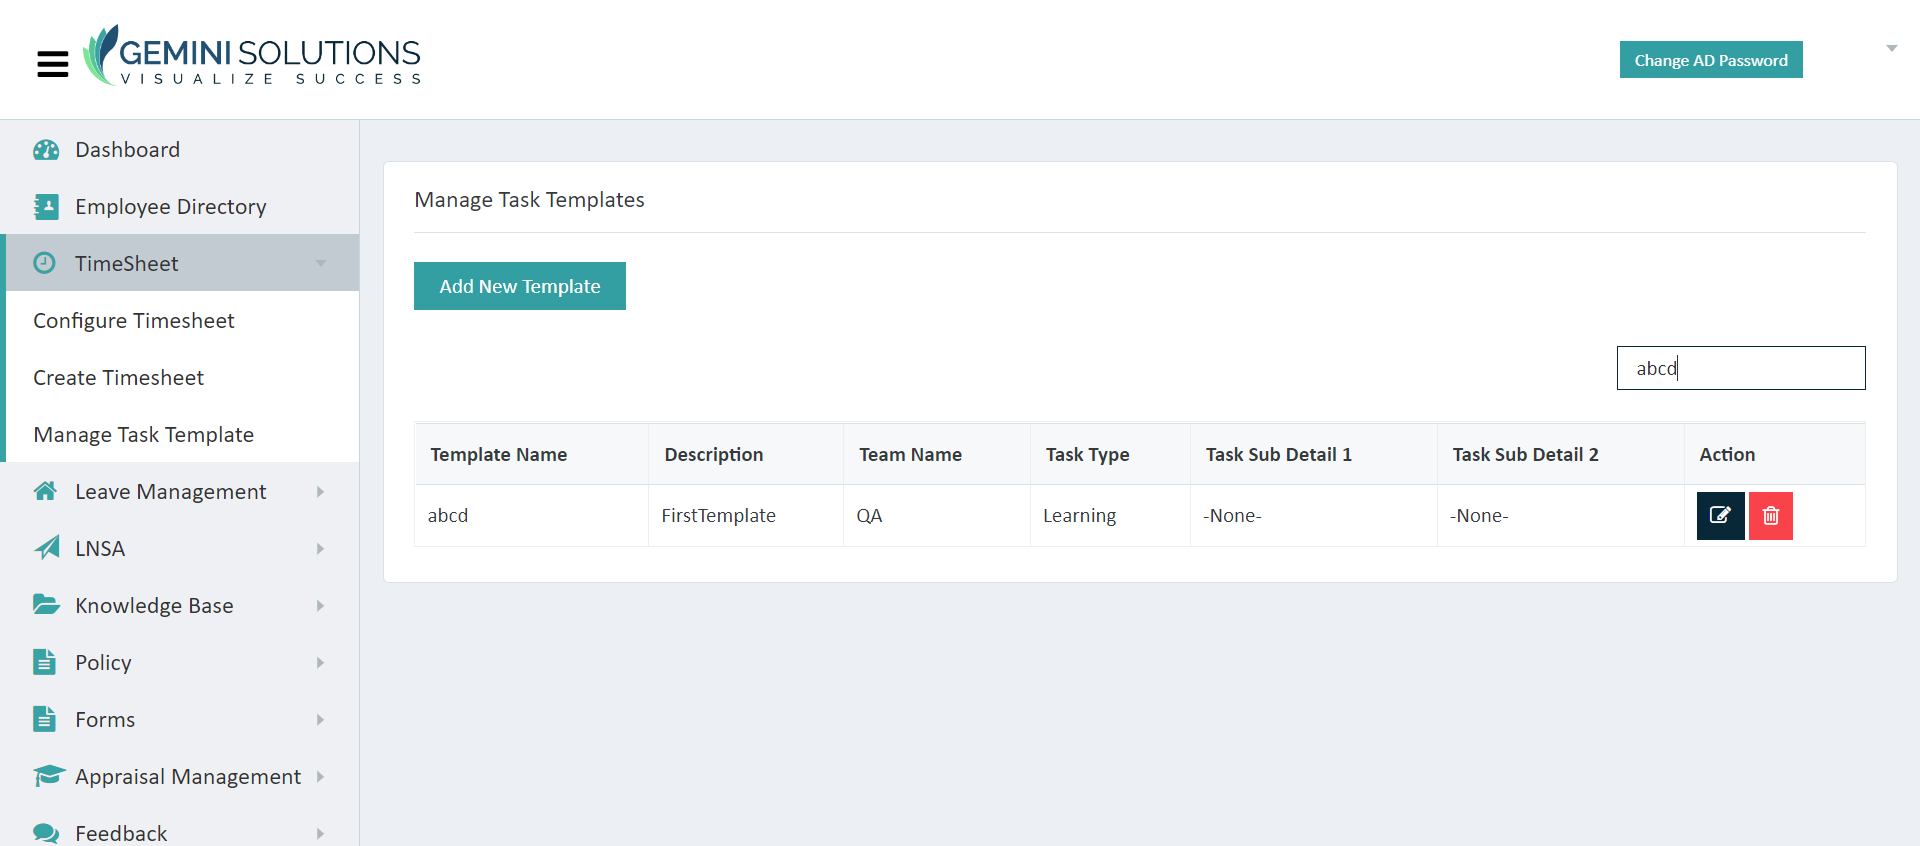 GEMINI SOLUTIONS
VISUALIZE SUCCESS
Change AD Password
Dashboard
Employee Directory
TimeSheet
Configure Timesheet
Create Timesheet
Manage Task Template
Leave Management
LNSA
Knowledge Base
Policy
Forms
Appraisal Management
Feedback
Manage Task Templates
Add New Template
abcd
Template Name Description Team Name Task Type Task Sub Detail 1 Task Sub Detail 2 Action
abcd FirstTemplate QA Learning -None- -None-